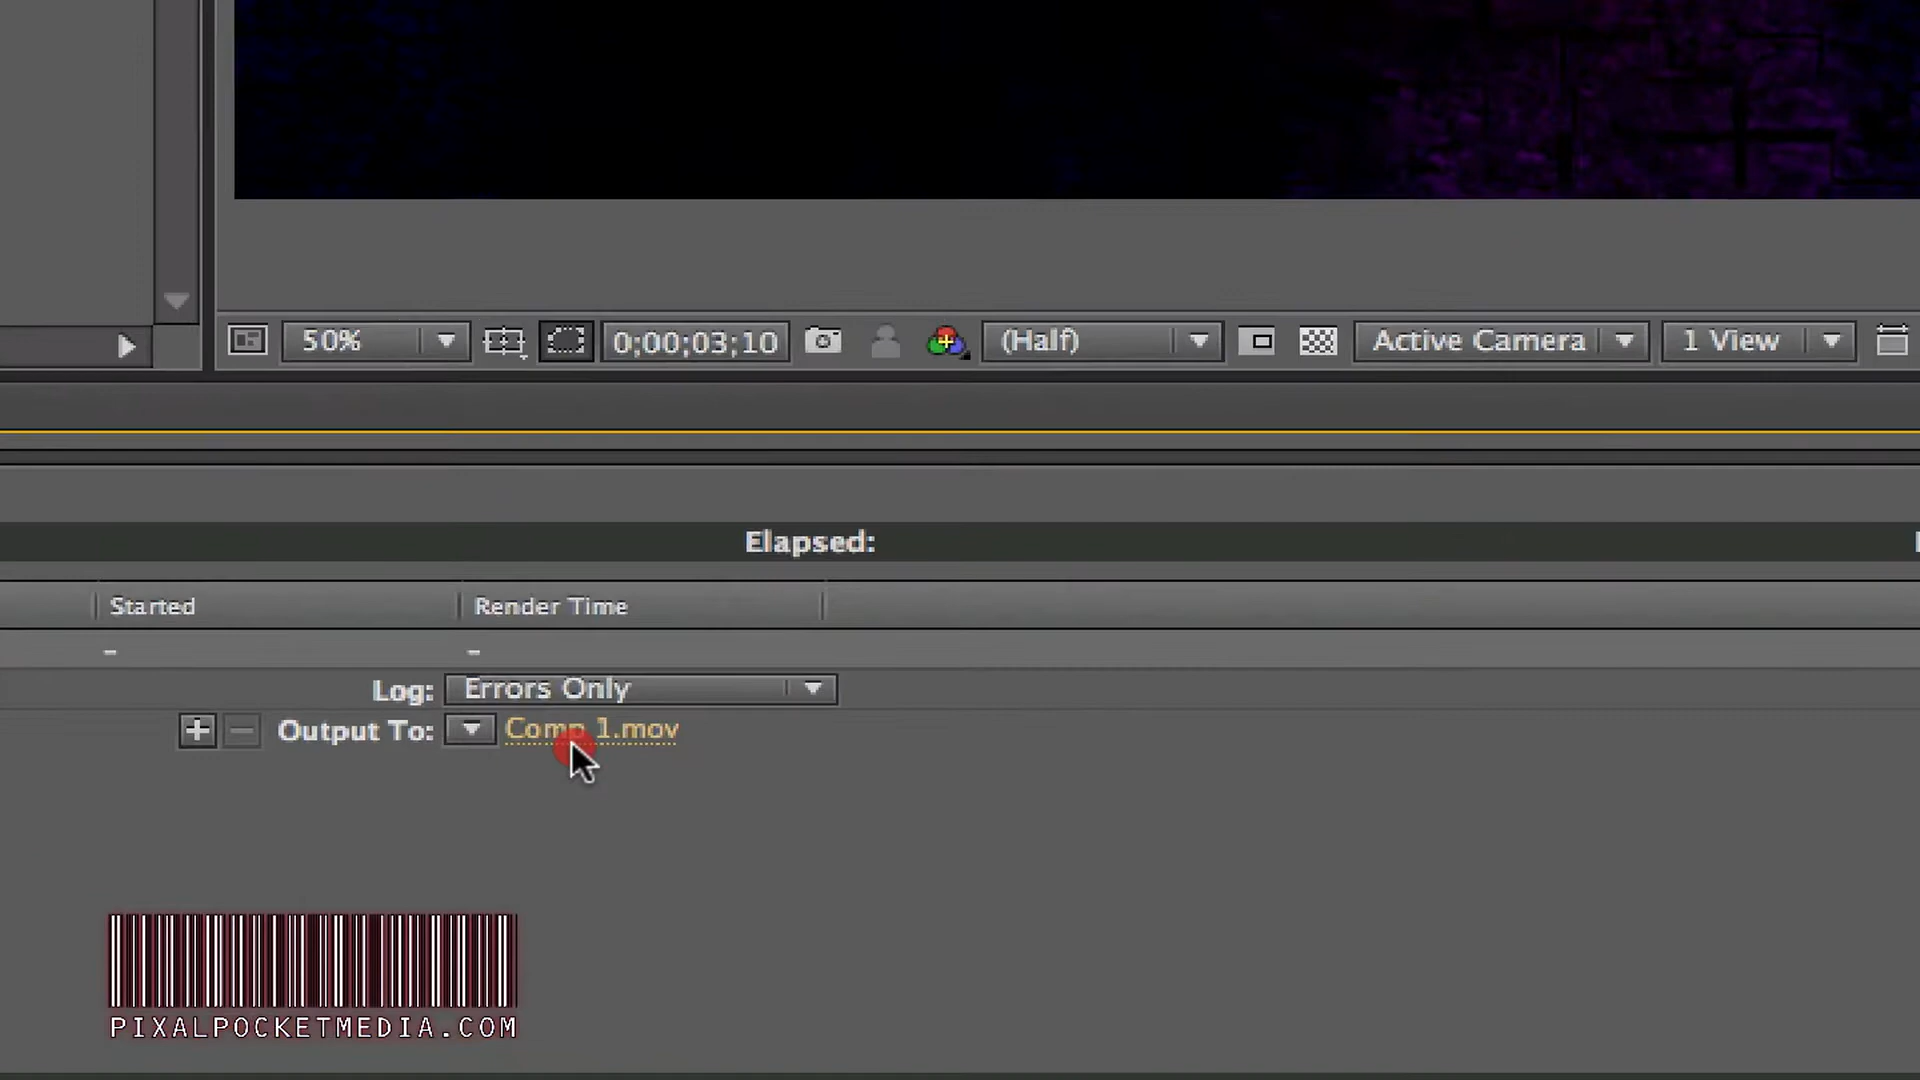 50%
0;00;03;10
(Half)
Active Camera
1 View
Elapsed:
Started
Render Time
Log:
Errors Only
Output To:
Comp 1.mov
PIXALPOCKETMEDIA.COM